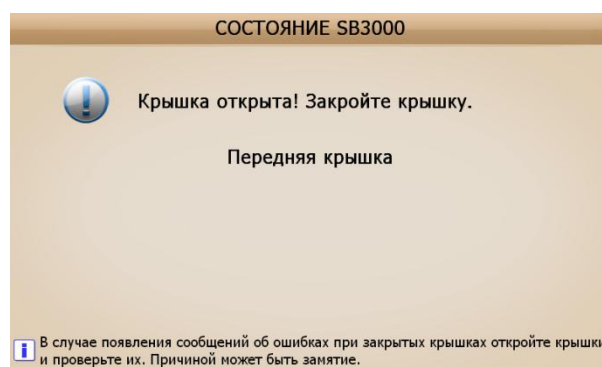 СОСТОЯНИЕ SB3000
Крышка открыта! Закройте крышку.
Передняя крышка
В случае появления сообщений об ошибках при закрытых крышках откройте крышки
и проверьте их. Причиной может быть замятие.